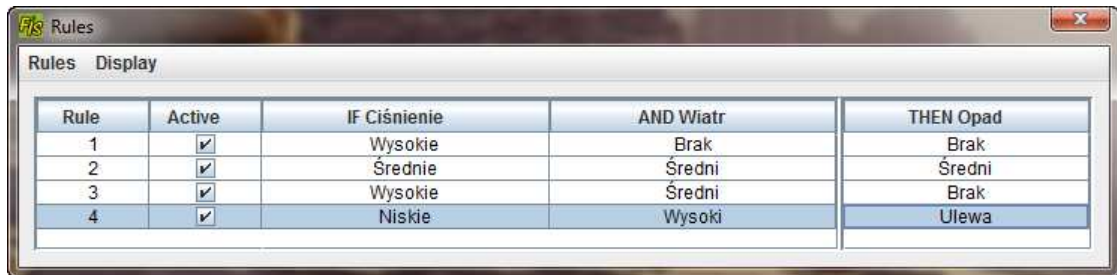 Fis Rules
Rules Display
Rule Active IF Ciśnienie AND Wiatr THEN Opad
1 Wysokie Brak Brak
2 Średnie Średni Średni
3 Wysokie Średni Brak
4 Niskie Wysoki Ulewa